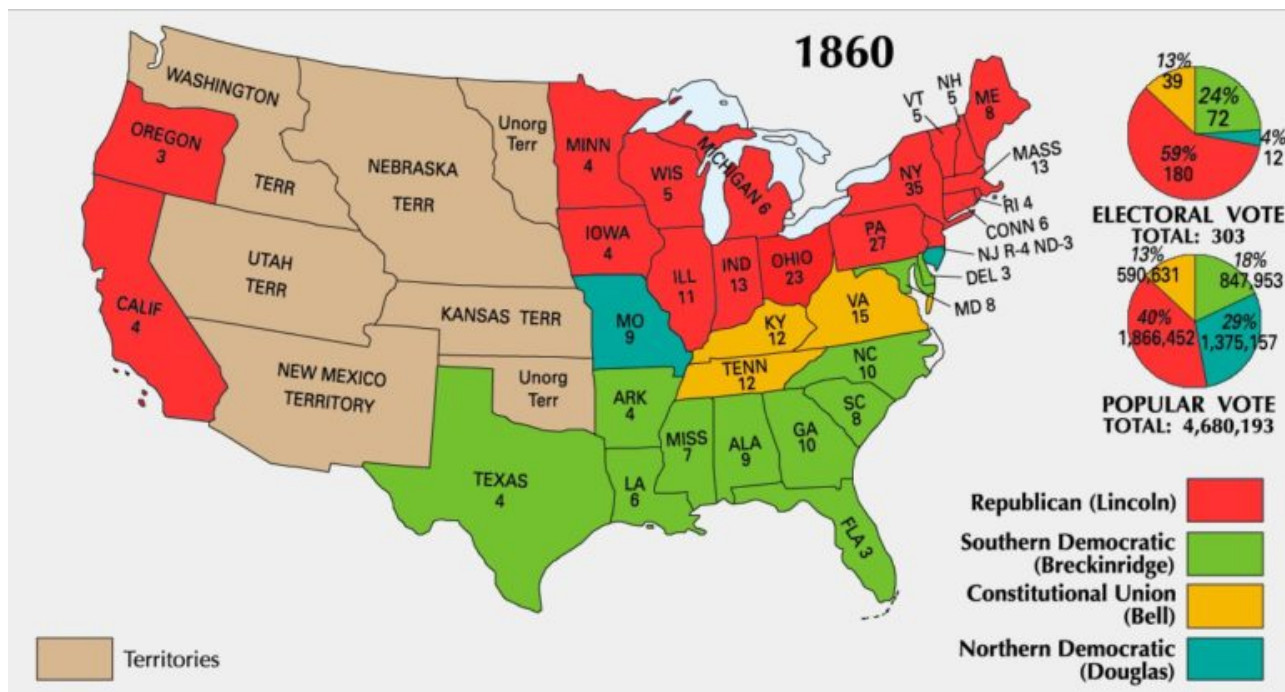 1860
WASHINGTON
TERR
OREGON
3
CALIF
4
NEBRASKA
TERR
Unorg
Terr
UTAH
TERR
KANSAS TERR
NEW MEXICO
TERRITORY
Unorg
Terr
TEXAS
4
MINN
4
IOWA
4
MO
9
ARK
4
LA
6
WIS
5
MICHIGAN 6
ILL
11
IND
13
OHIO
23
KY
12
TENN
12
MISS
7
ALA
9
GA
10
FLA 3
SC
8
NC
10
VA
15
PA
27
NY
35
VT
5
NH
5
ME
8
MASS
13
RI 4
CONN 6
NJ R-4 ND-3
DEL 3
MD 8
13%
39
24%
72
4%
12
59%
180
ELECTORAL VOTE
TOTAL: 303
13%
590,631
18%
847,953
40%
1,866,452
29%
1,375,157
POPULAR VOTE
TOTAL: 4,680,193
Republican (Lincoln)
Southern Democratic
(Breckinridge)
Constitutional Union
(Bell)
Northern Democratic
(Douglas)
Territories